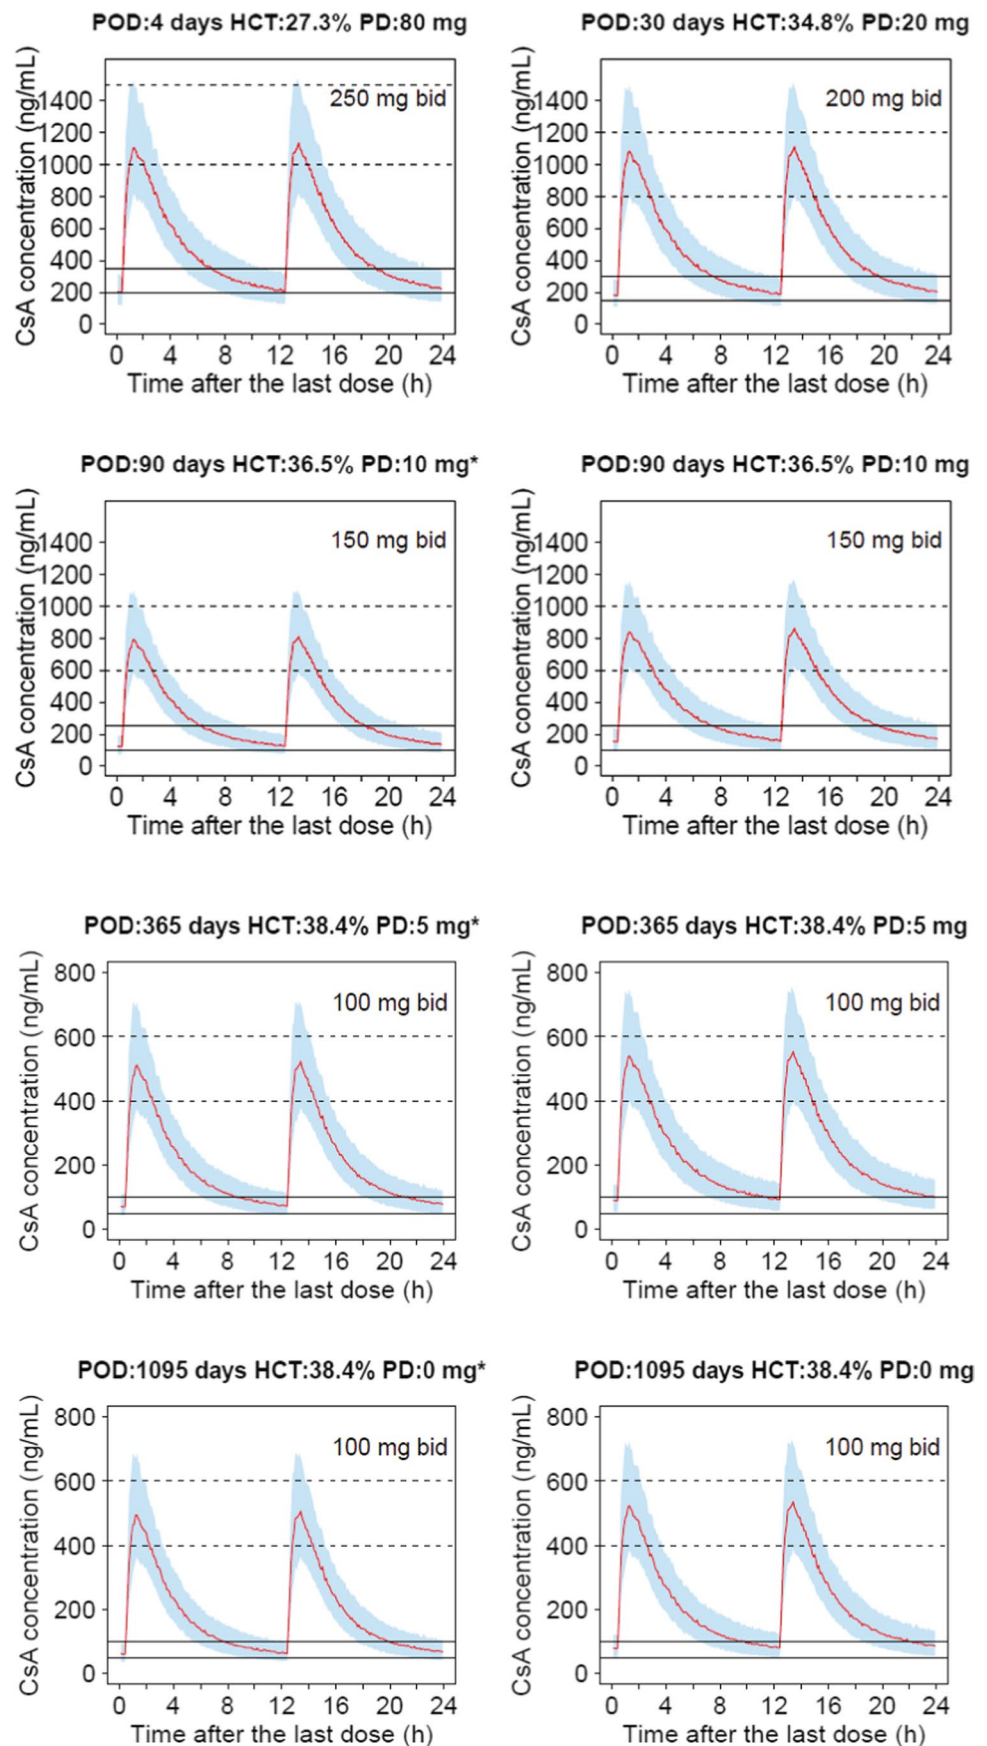 POD:4 days HCT:27.3% PD:80 mg
CsA concentration (ng/mL)
1400
1200
1000
800
600
400
200
0
250 mg bid
0 4 8 12 16 20 24
Time after the last dose (h)
POD:30 days HCT:34.8% PD:20 mg
CsA concentration (ng/mL)
1400
1200
1000
800
600
400
200
0
200 mg bid
0 4 8 12 16 20 24
Time after the last dose (h)
POD:90 days HCT:36.5% PD:10 mg*
CsA concentration (ng/mL)
1400
1200
1000
800
600
400
200
0
150 mg bid
0 4 8 12 16 20 24
Time after the last dose (h)
POD:90 days HCT:36.5% PD:10 mg
CsA concentration (ng/mL)
1400
1200
1000
800
600
400
200
0
150 mg bid
0 4 8 12 16 20 24
Time after the last dose (h)
POD:365 days HCT:38.4% PD:5 mg*
CsA concentration (ng/mL)
800
600
400
200
0
100 mg bid
0 4 8 12 16 20 24
Time after the last dose (h)
POD:365 days HCT:38.4% PD:5 mg
CsA concentration (ng/mL)
800
600
400
200
0
100 mg bid
0 4 8 12 16 20 24
Time after the last dose (h)
POD:1095 days HCT:38.4% PD:0 mg*
CsA concentration (ng/mL)
800
600
400
200
0
100 mg bid
0 4 8 12 16 20 24
Time after the last dose (h)
POD:1095 days HCT:38.4% PD:0 mg
CsA concentration (ng/mL)
800
600
400
200
0
100 mg bid
0 4 8 12 16 20 24
Time after the last dose (h)